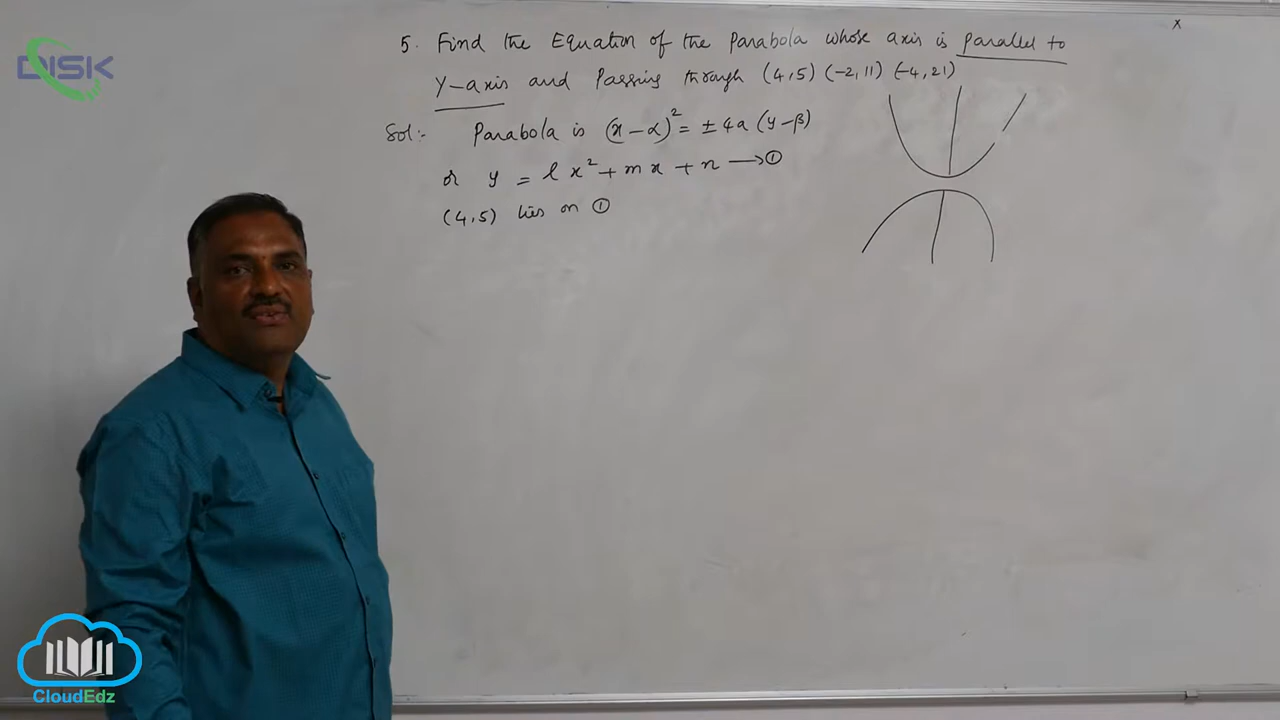 DISK
x
5. Find the Equation of the Parabola whose axis is parallel to
Y-axis and Passing through (4,5) (-2,11) (-4,21)
Sol:- Parabola is (x-α)² = ±4a(y-β)
or y = lx² + mx + n → ①
(4,5) lies on ①
CloudEdz